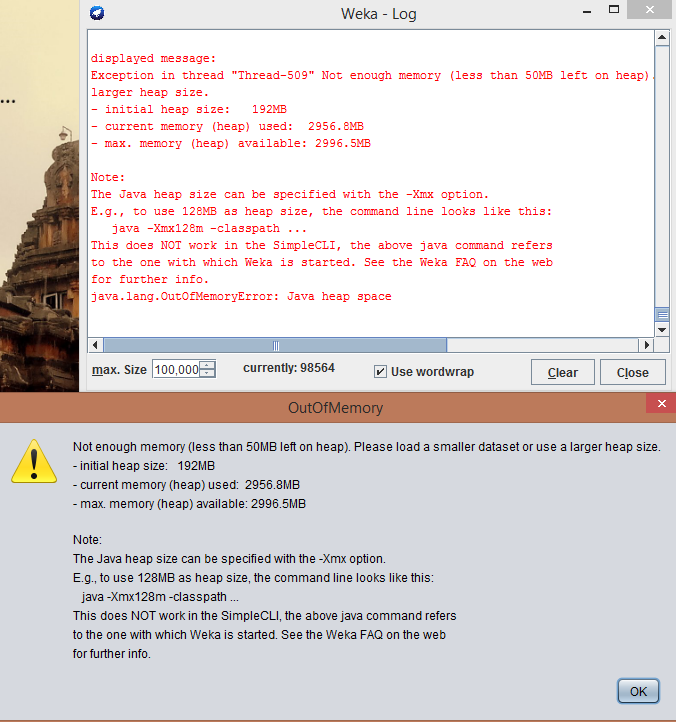 Weka - Log
...
displayed message:
Exception in thread "Thread-509" Not enough memory (less than 50MB left on heap).
larger heap size.
- initial heap size:   192MB
- current memory (heap) used:  2956.8MB
- max. memory (heap) available: 2996.5MB
Note:
The Java heap size can be specified with the -Xmx option.
E.g., to use 128MB as heap size, the command line looks like this:
   java -Xmx128m -classpath ...
This does NOT work in the SimpleCLI, the above java command refers
to the one with which Weka is started. See the Weka FAQ on the web
for further info.
java.lang.OutOfMemoryError: Java heap space
max. Size 100,000 currently: 98564 Use wordwrap Clear Close
OutOfMemory
Not enough memory (less than 50MB left on heap). Please load a smaller dataset or use a larger heap size.
- initial heap size:   192MB
- current memory (heap) used:  2956.8MB
- max. memory (heap) available: 2996.5MB
Note:
The Java heap size can be specified with the -Xmx option.
E.g., to use 128MB as heap size, the command line looks like this:
   java -Xmx128m -classpath ...
This does NOT work in the SimpleCLI, the above java command refers
to the one with which Weka is started. See the Weka FAQ on the web
for further info.
OK